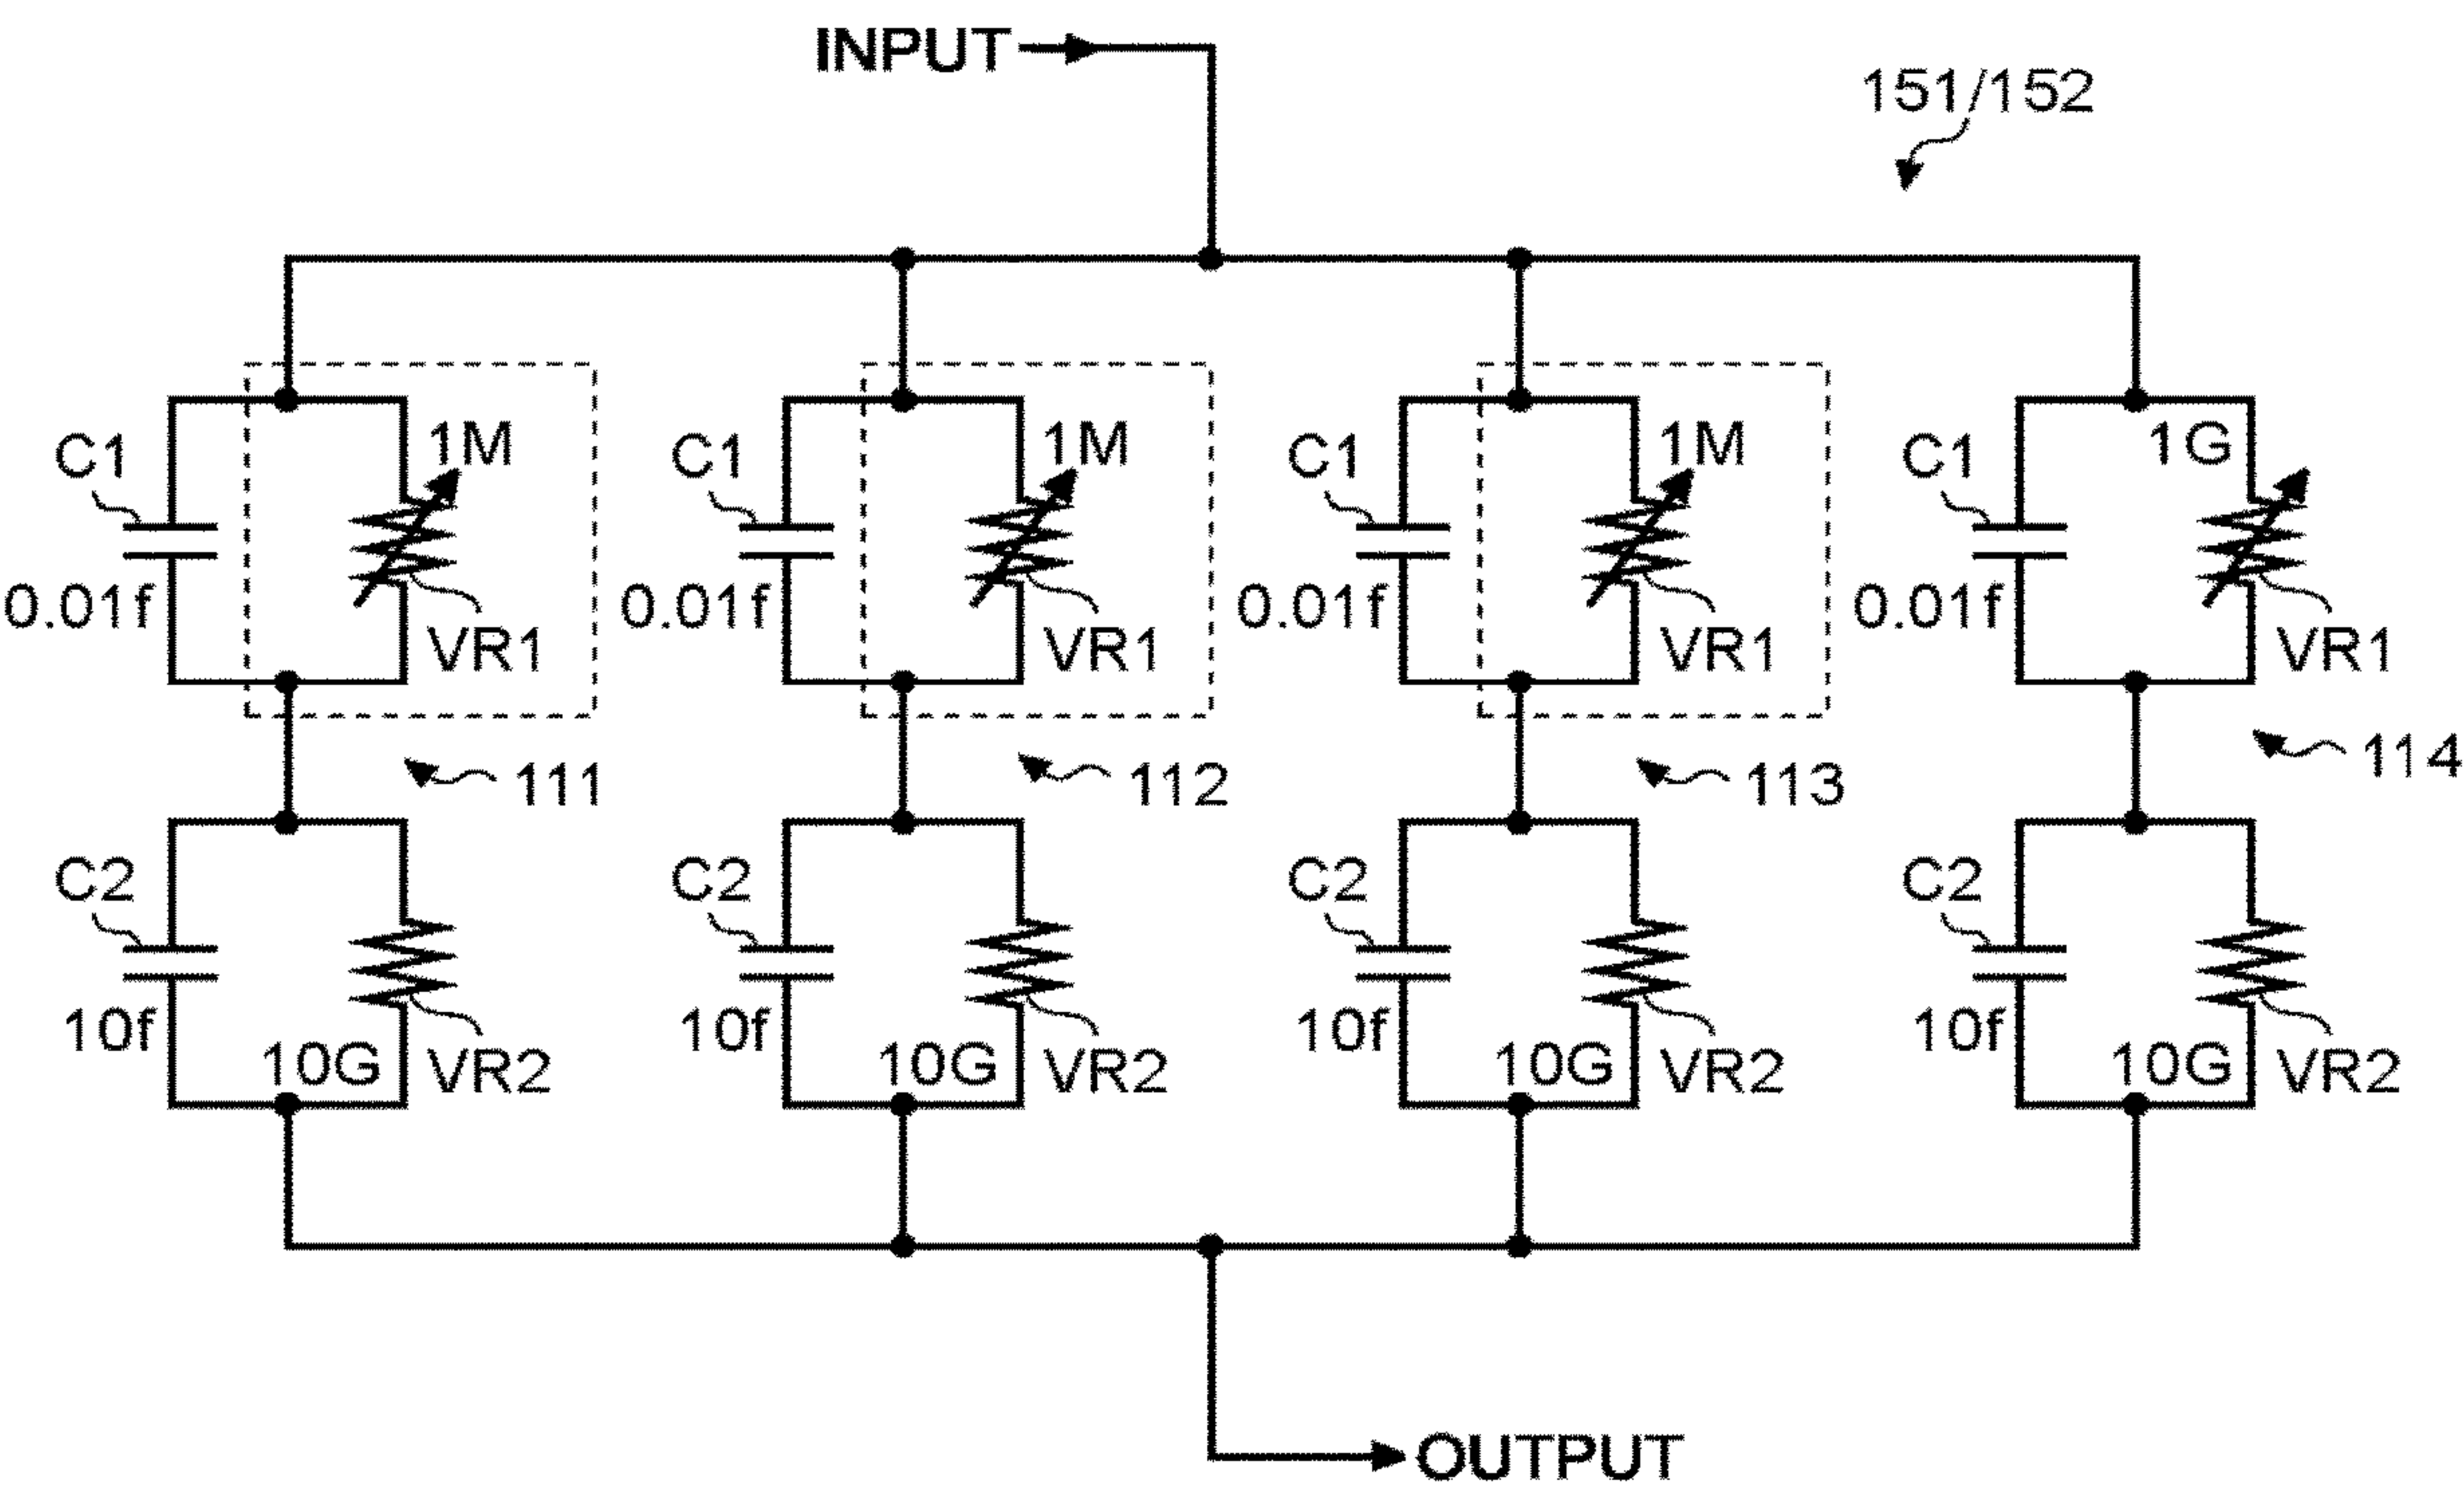 INPUT
151/152
C1 1M C1 1M C1 1M C1 1G
0.01f VR1 0.01f VR1 0.01f VR1 0.01f VR1
111 112 113 114
C2 C2 C2 C2
10f 10G VR2 10f 10G VR2 10f 10G VR2 10f 10G VR2
OUTPUT